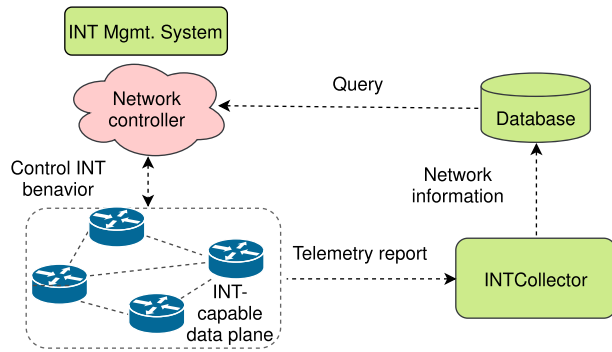 INT Mgmt. System
Network
controller
Query
Database
Control INT
benavior
Network
information
Telemetry report
INT-
capable
data plane
INTCollector